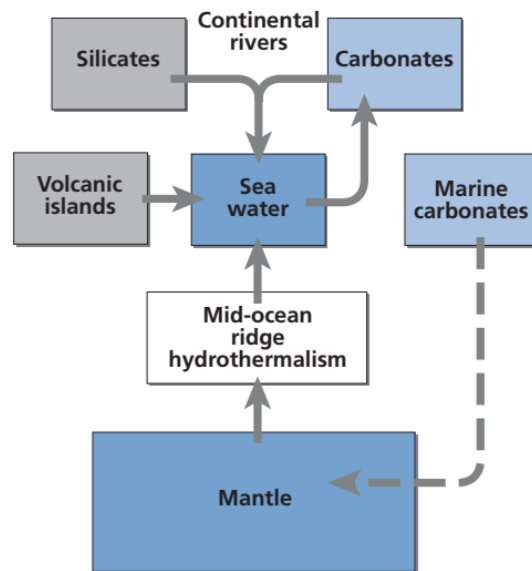 Continental
rivers
Silicates
Carbonates
Volcanic
islands
Sea
water
Marine
carbonates
Mid-ocean
ridge
hydrothermalism
Mantle